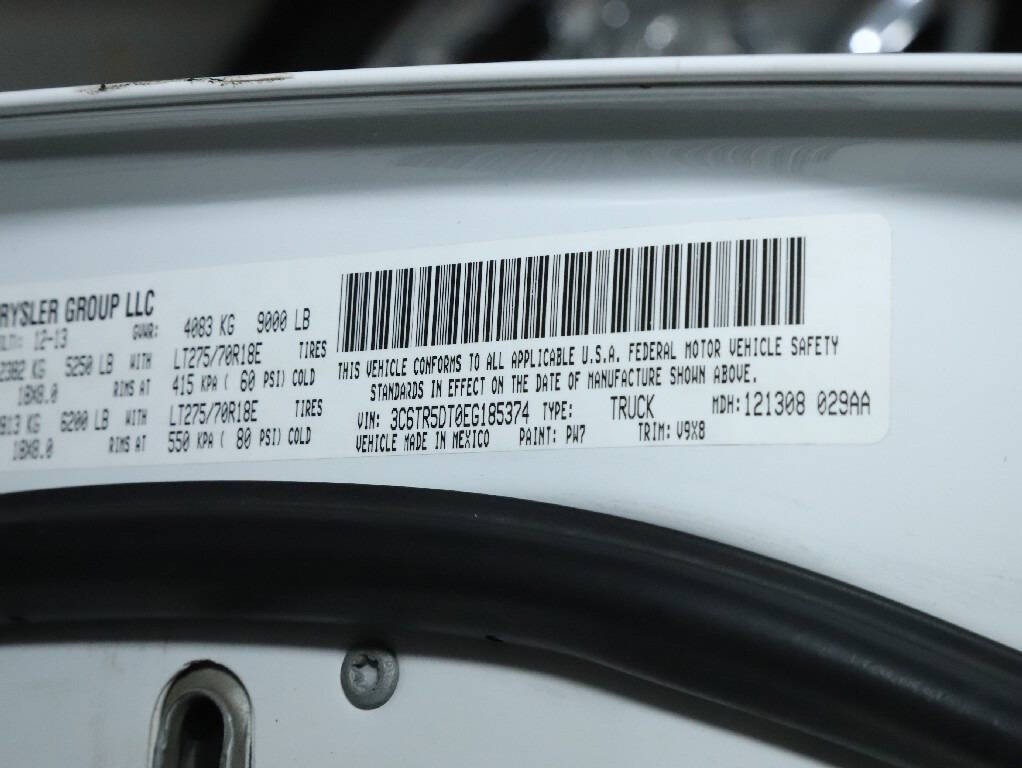 RYSLER GROUP LLC
12-13 GVWR: 4083 KG 9000 LB
2382 KG 5250 LB WITH LT275/70R18E TIRES
18X8.0 RIMS AT 415 KPA ( 60 PSI) COLD
6200 LB WITH LT275/70R18E TIRES
18X8.0 RIMS AT 550 KPA ( 80 PSI) COLD
THIS VEHICLE CONFORMS TO ALL APPLICABLE U.S.A. FEDERAL MOTOR VEHICLE SAFETY
STANDARDS IN EFFECT ON THE DATE OF MANUFACTURE SHOWN ABOVE.
VIN: 3C6TR5DT0EG185374 TYPE: TRUCK MDH: 121308 029AA
VEHICLE MADE IN MEXICO PAINT: PW7 TRIM: V9X8